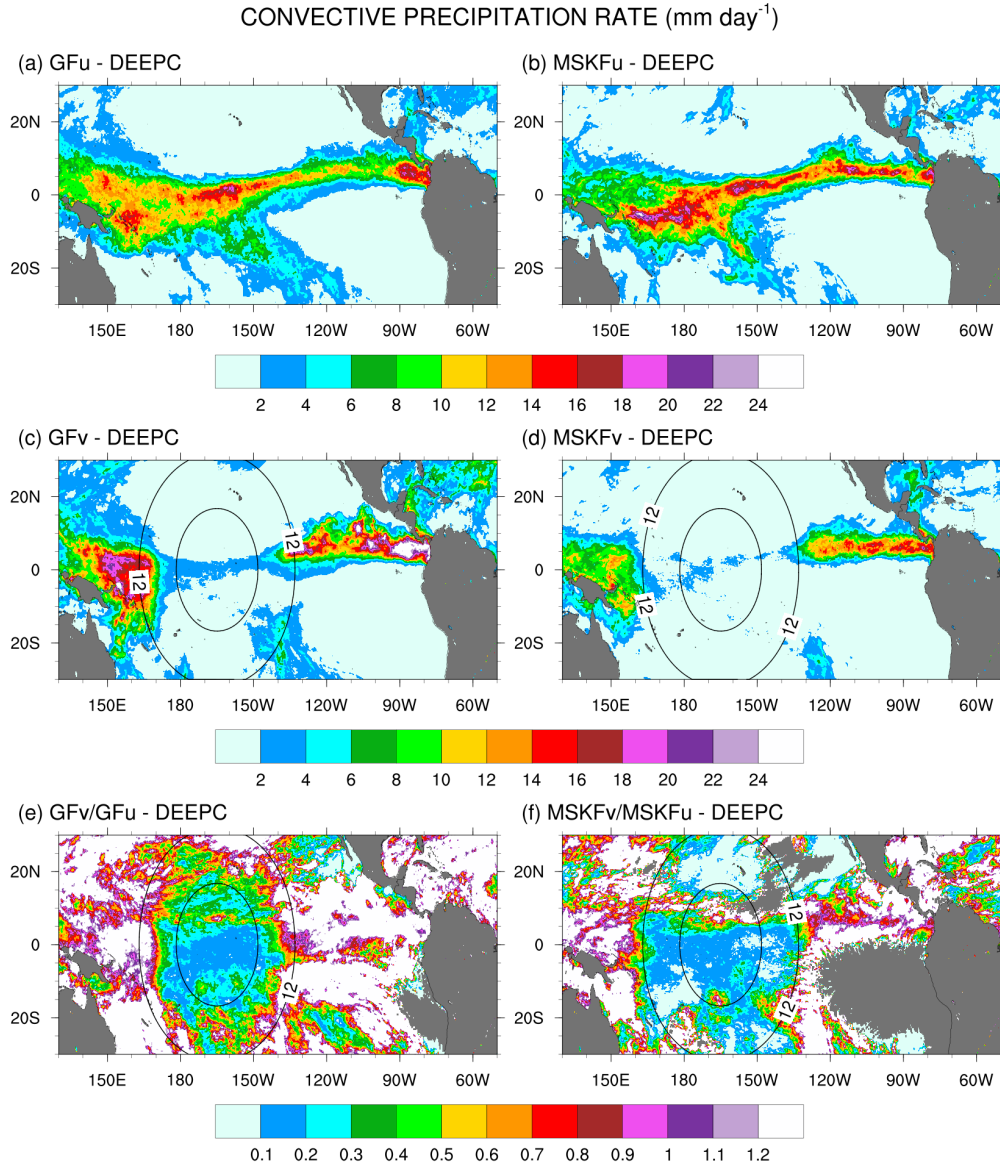 CONVECTIVE PRECIPITATION RATE (mm day⁻¹)
(a) GFu - DEEPC
(b) MSKFu - DEEPC
20N
0
20S
150E 180 150W 120W 90W 60W
20N
0
20S
150E 180 150W 120W 90W 60W
2 4 6 8 10 12 14 16 18 20 22 24
(c) GFv - DEEPC
(d) MSKFv - DEEPC
20N
0
20S
12
12
150E 180 150W 120W 90W 60W
20N
0
20S
12
12
12
150E 180 150W 120W 90W 60W
2 4 6 8 10 12 14 16 18 20 22 24
(e) GFv/GFu - DEEPC
(f) MSKFv/MSKFu - DEEPC
20N
0
20S
12
150E 180 150W 120W 90W 60W
20N
0
20S
12
12
150E 180 150W 120W 90W 60W
0.1 0.2 0.3 0.4 0.5 0.6 0.7 0.8 0.9 1 1.1 1.2